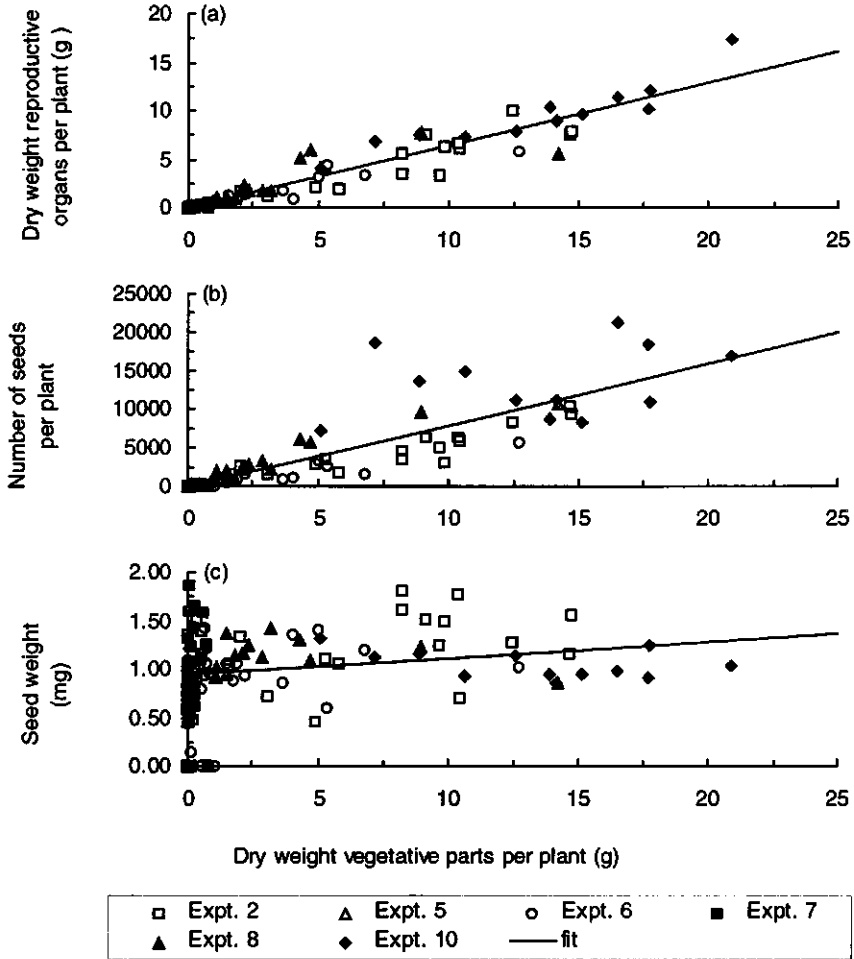 (a)
20
15
10
5
0
Dry weight reproductive
organs per plant (g)
0 5 10 15 20 25
(b)
25000
20000
15000
10000
5000
0
Number of seeds
per plant
0 5 10 15 20 25
(c)
2.00
1.50
1.00
0.50
0.00
Seed weight
(mg)
0 5 10 15 20 25
Dry weight vegetative parts per plant (g)
Expt. 2 Expt. 5 Expt. 6 Expt. 7
Expt. 8 Expt. 10 fit